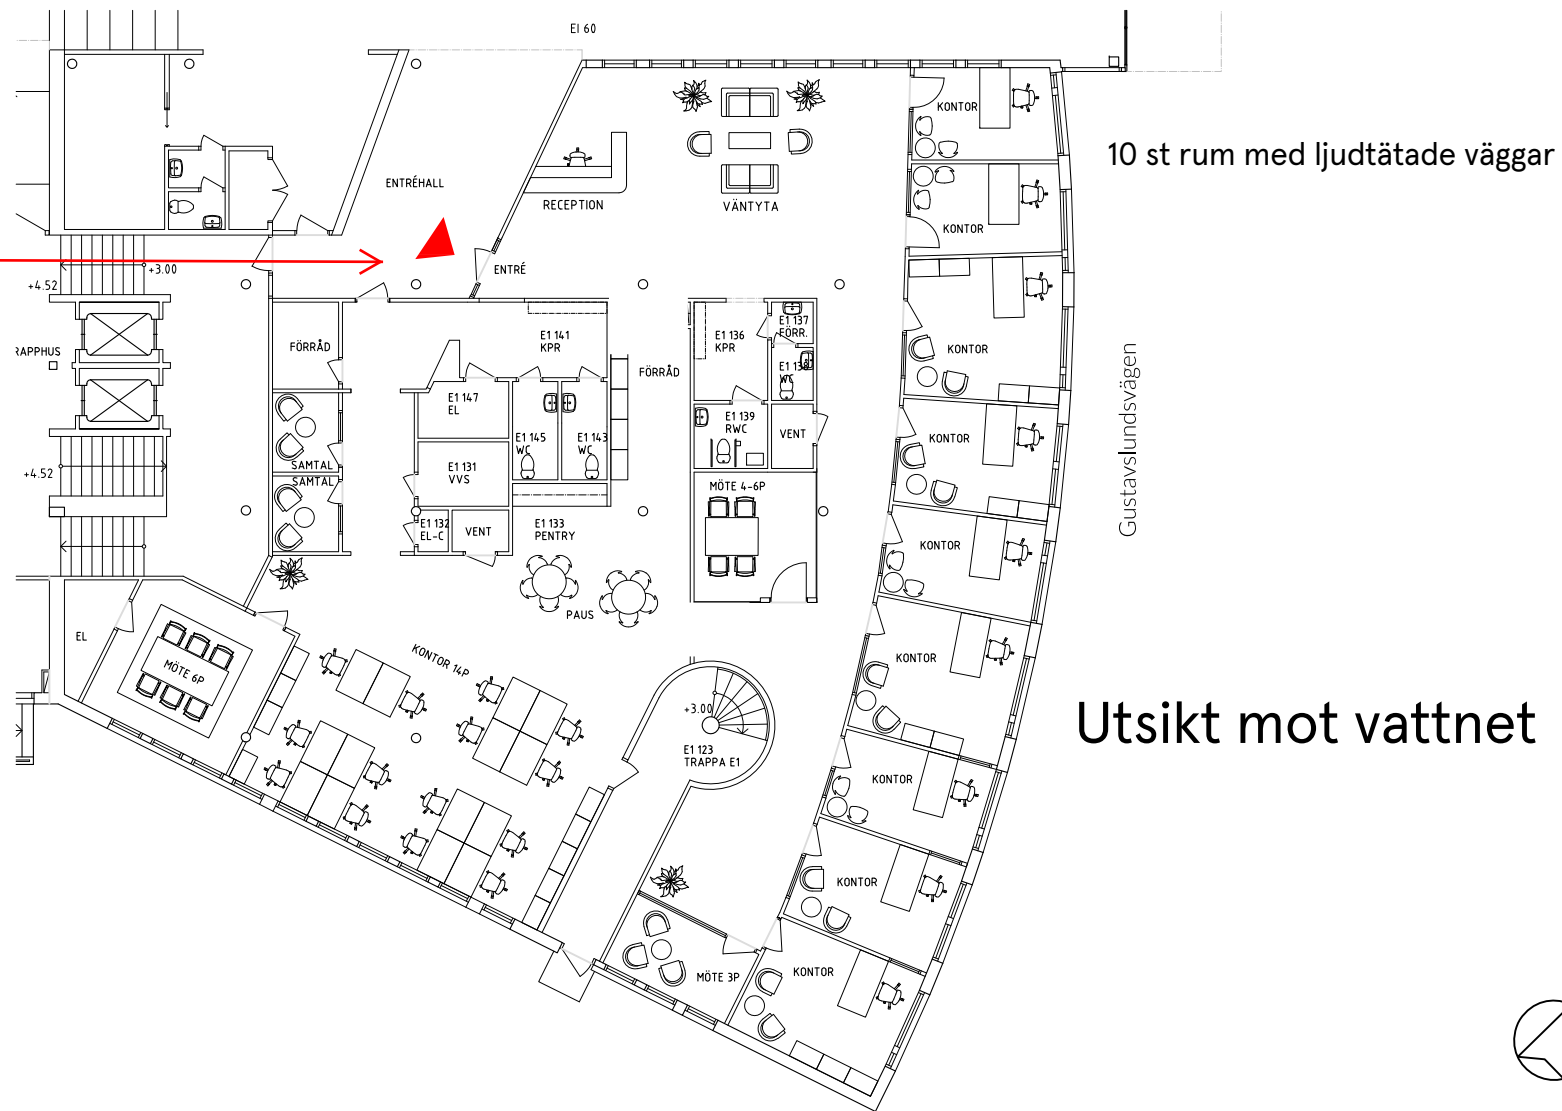 EI 60
KONTOR
10 st rum med ljudtätade väggar
ENTRÉHALL
RECEPTION
VÄNTYTA
KONTOR
+3.00
ENTRÉ
+4.52
E1 137
FÖRR.
E1 141
KPR
E1 136
KPR
RAPPHUS
FÖRRÅD
KONTOR
FÖRRÅD
E1 138
WC
Gustavslundsvägen
E1 147
EL
E1 139
RWC
VENT
KONTOR
E1 145
WC
E1 143
WC
SAMTAL
+4.52
SAMTAL
E1 131
VVS
MÖTE 4-6P
E1 132
EL-C
VENT
E1 133
PENTRY
KONTOR
PAUS
EL
KONTOR 14P
MÖTE 6P
KONTOR
+3.00
Utsikt mot vattnet
E1 123
TRAPPA E1
KONTOR
KONTOR
MÖTE 3P
KONTOR